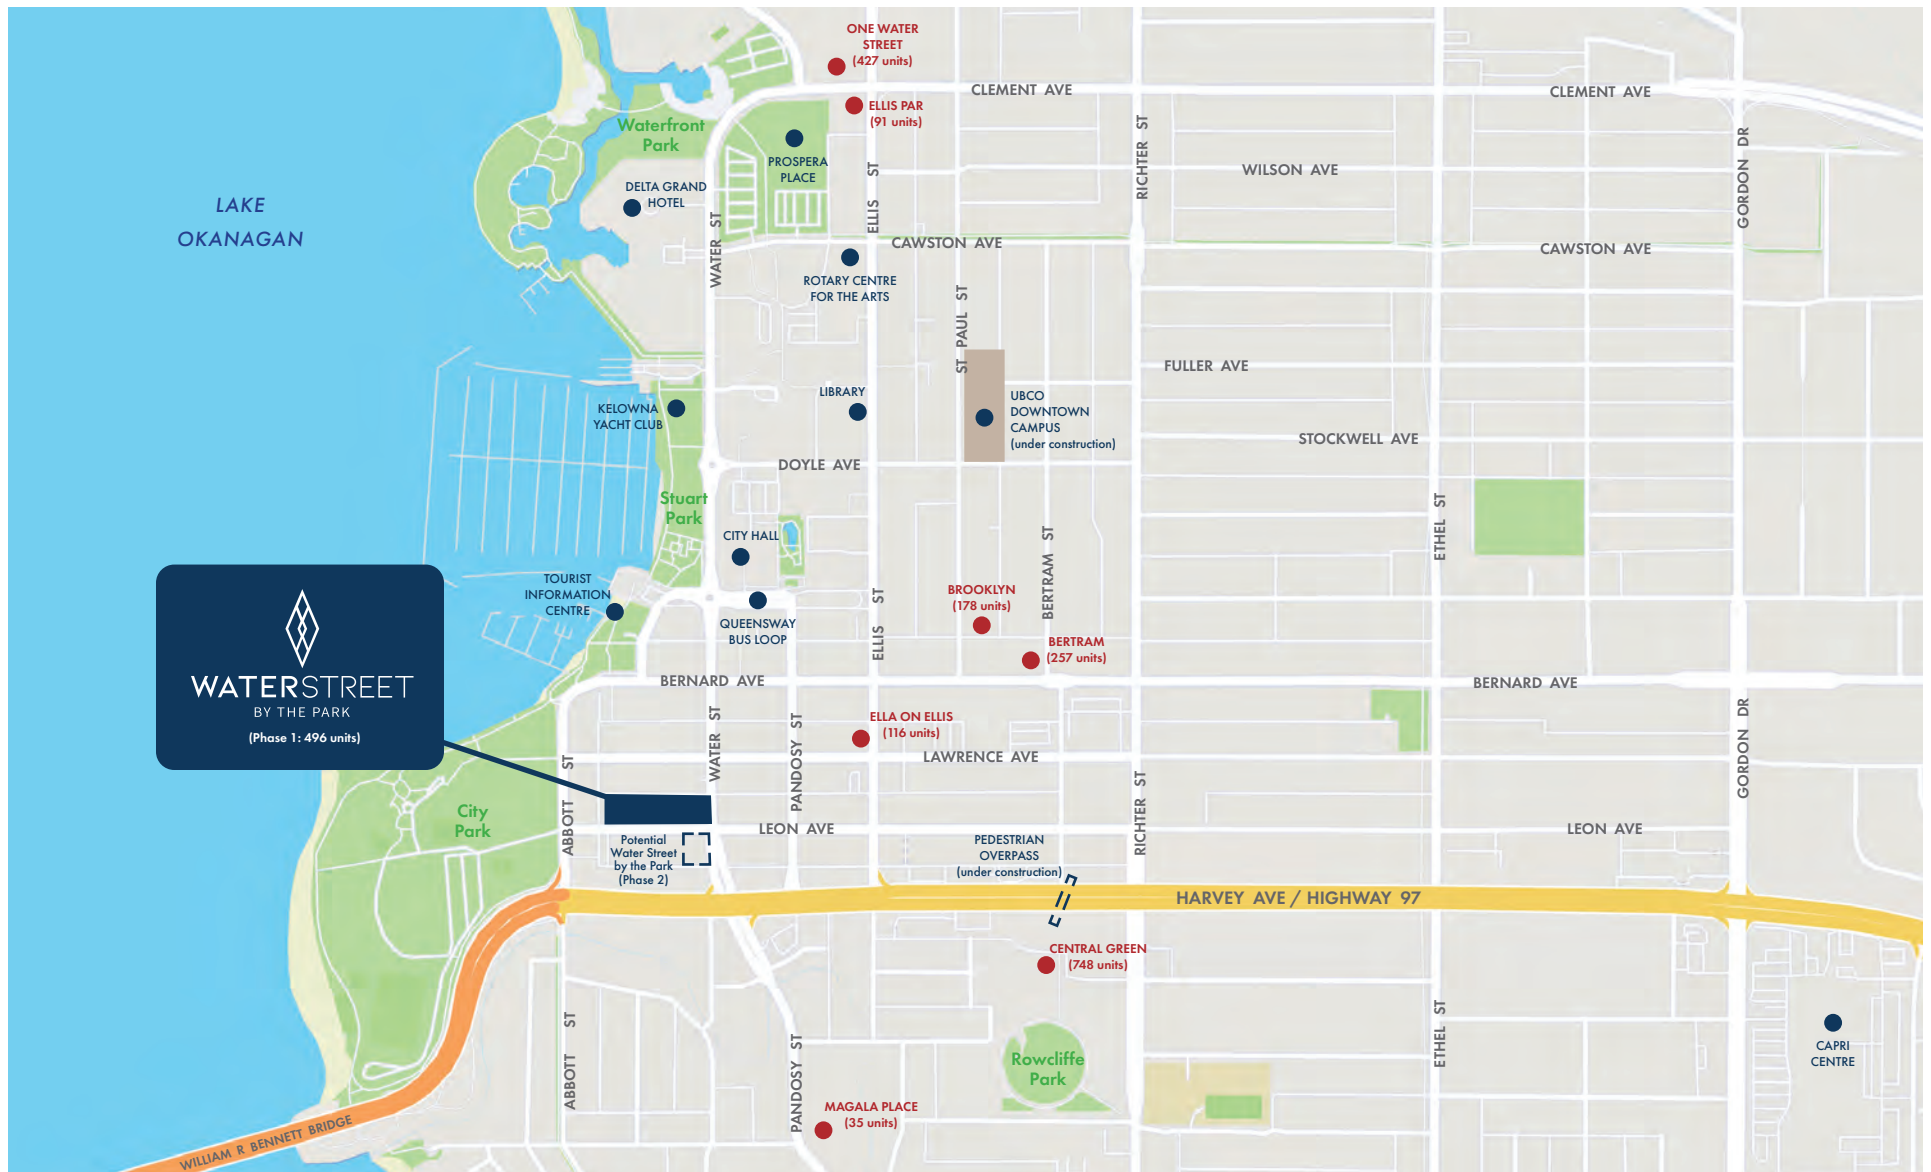 ONE WATER
STREET
(427 units)
CLEMENT AVE
CLEMENT AVE
ELLIS PAR
(91 units)
Waterfront
Park
PROSPERA
PLACE
ELLIS ST
RICHTER ST
WILSON AVE
GORDON DR
DELTA GRAND
HOTEL
LAKE
OKANAGAN
WATER ST
CAWSTON AVE
CAWSTON AVE
ROTARY CENTRE
FOR THE ARTS
ST PAUL ST
FULLER AVE
LIBRARY
UBCO
DOWNTOWN
CAMPUS
(under construction)
KELOWNA
YACHT CLUB
STOCKWELL AVE
DOYLE AVE
Stuart
Park
ETHEL ST
CITY HALL
BERTRAM ST
TOURIST
INFORMATION
CENTRE
QUEENSWAY
BUS LOOP
ELLIS ST
BROOKLYN
(178 units)
BERTRAM
(257 units)
WATERSTREET
BY THE PARK
(Phase 1: 496 units)
BERNARD AVE
BERNARD AVE
WATER ST
PANDOSY ST
ELLA ON ELLIS
(116 units)
LAWRENCE AVE
GORDON DR
ABBOTT ST
RICHTER ST
City
Park
LEON AVE
LEON AVE
Potential
Water Street
by the Park
(Phase 2)
PEDESTRIAN
OVERPASS
(under construction)
HARVEY AVE / HIGHWAY 97
CENTRAL GREEN
(748 units)
ABBOTT ST
PANDOSY ST
Rowcliffe
Park
ETHEL ST
CAPRI
CENTRE
MAGALA PLACE
(35 units)
WILLIAM R BENNETT BRIDGE